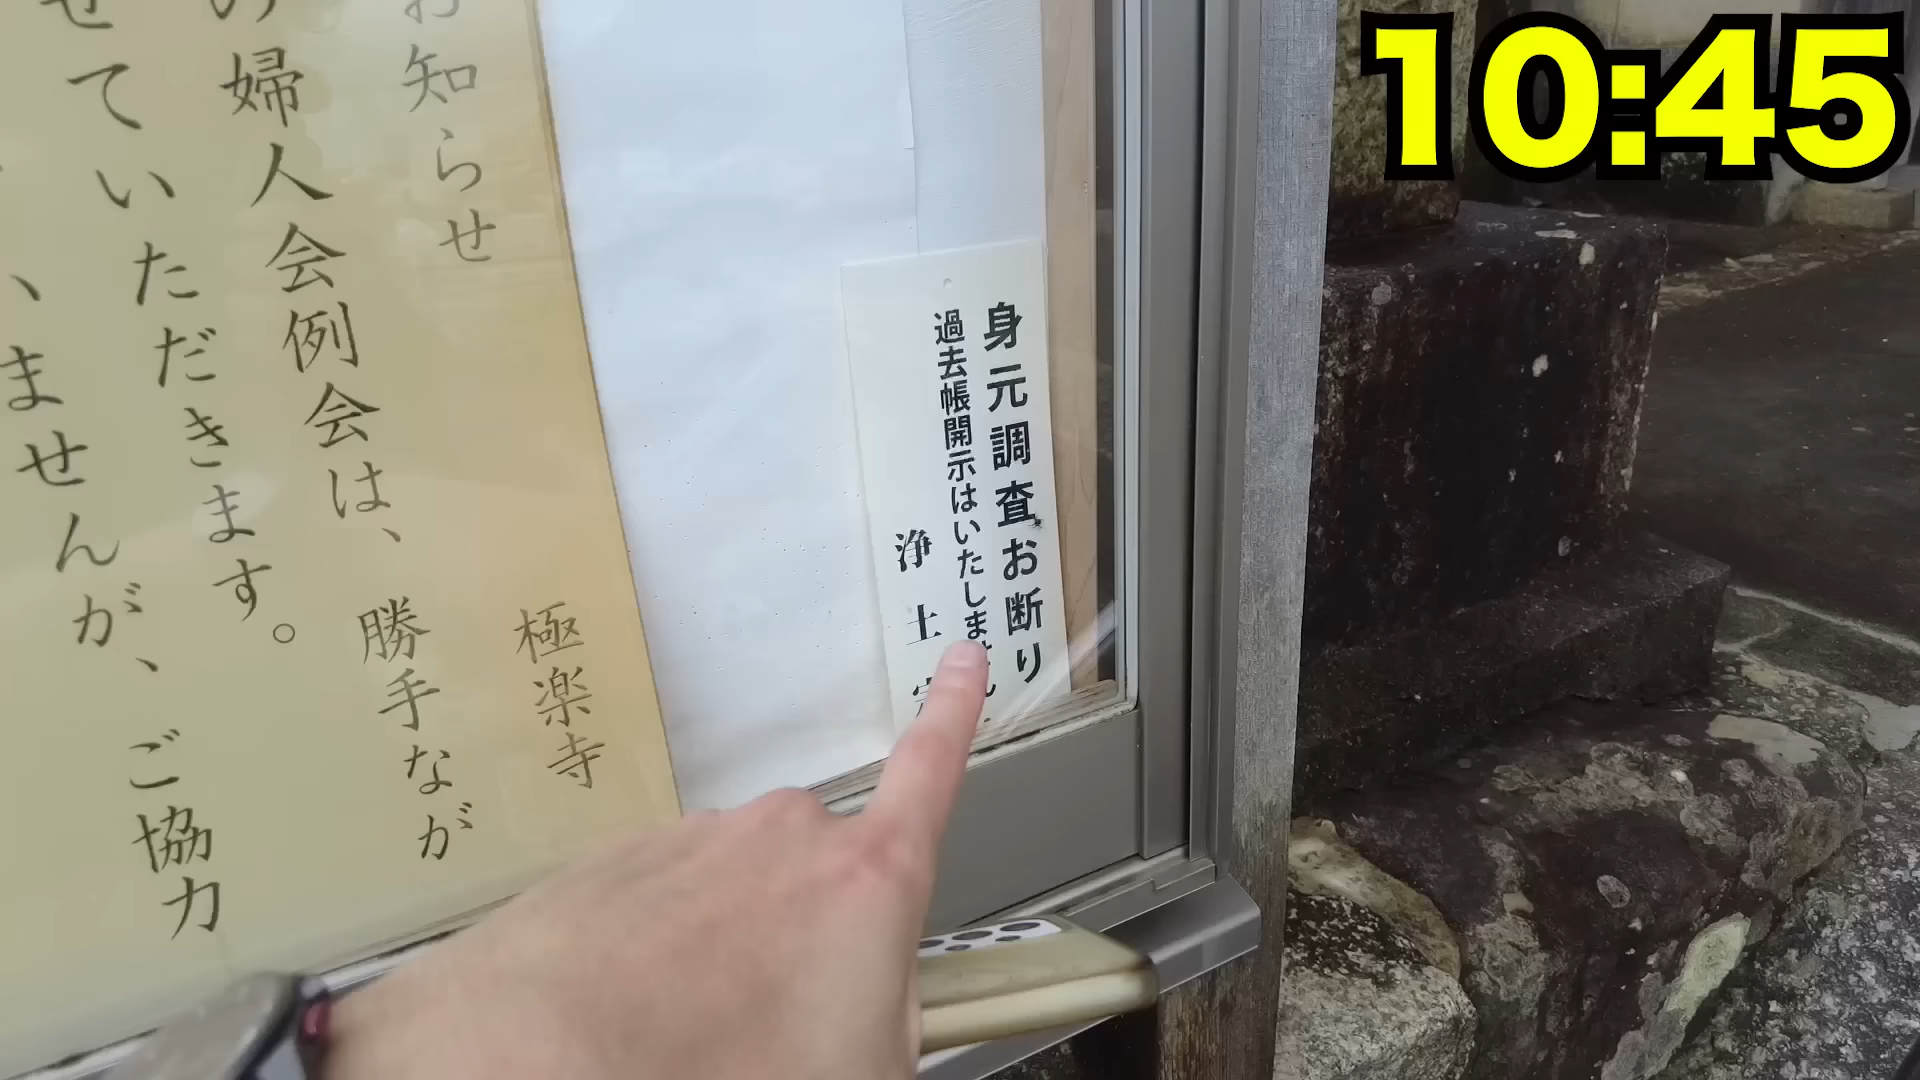 10:45
身元調査お断り
過去帳開示はいたしません
浄土宗
お知らせ
極楽寺
の婦人会例会は、勝手なが
せていただきます。
、ませんが、ご協力